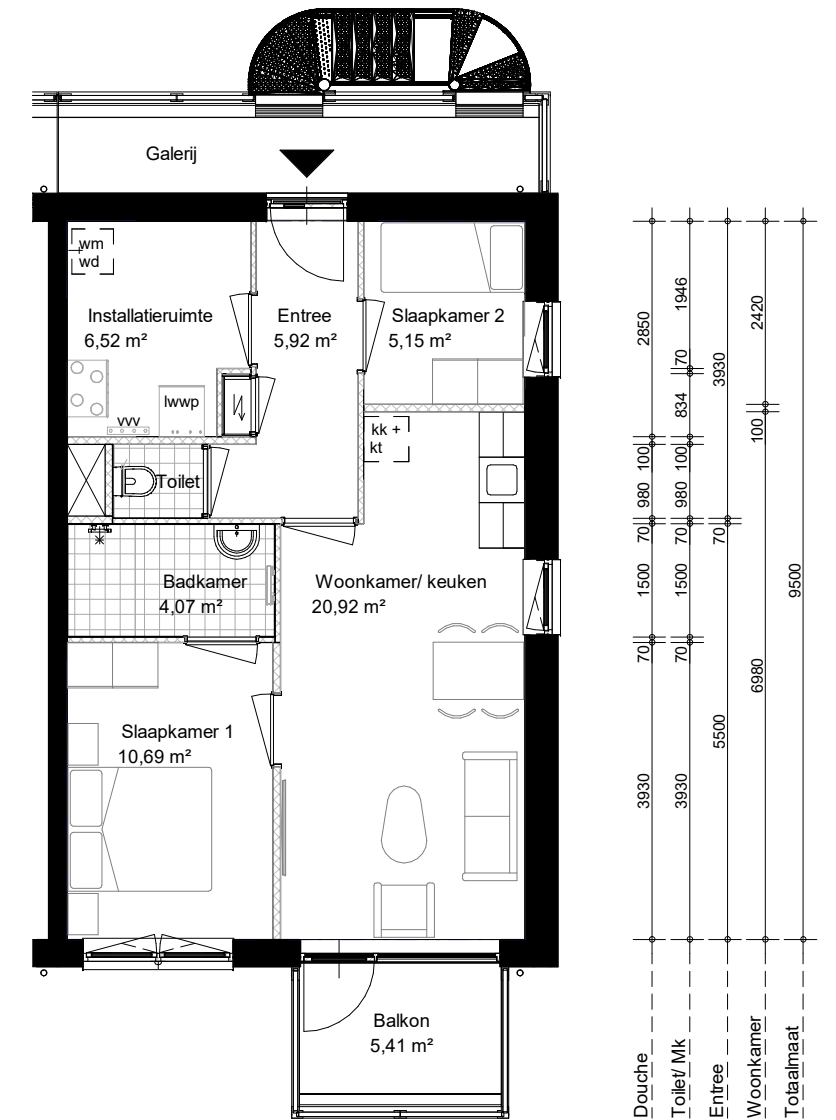 Galerij
wm
wd
Installatieruimte
6,52 m²
Entree
5,92 m²
Slaapkamer 2
5,15 m²
lwwp
vvv
kk +
kt
Toilet
Badkamer
4,07 m²
Woonkamer/ keuken
20,92 m²
Slaapkamer 1
10,69 m²
Balkon
5,41 m²
2850
100
980
70
1500
70
3930
Douche
1946
70
834
100
980
70
1500
70
3930
Toilet/ Mk
3930
70
5500
Entree
2420
100
6980
Woonkamer
9500
Totaalmaat